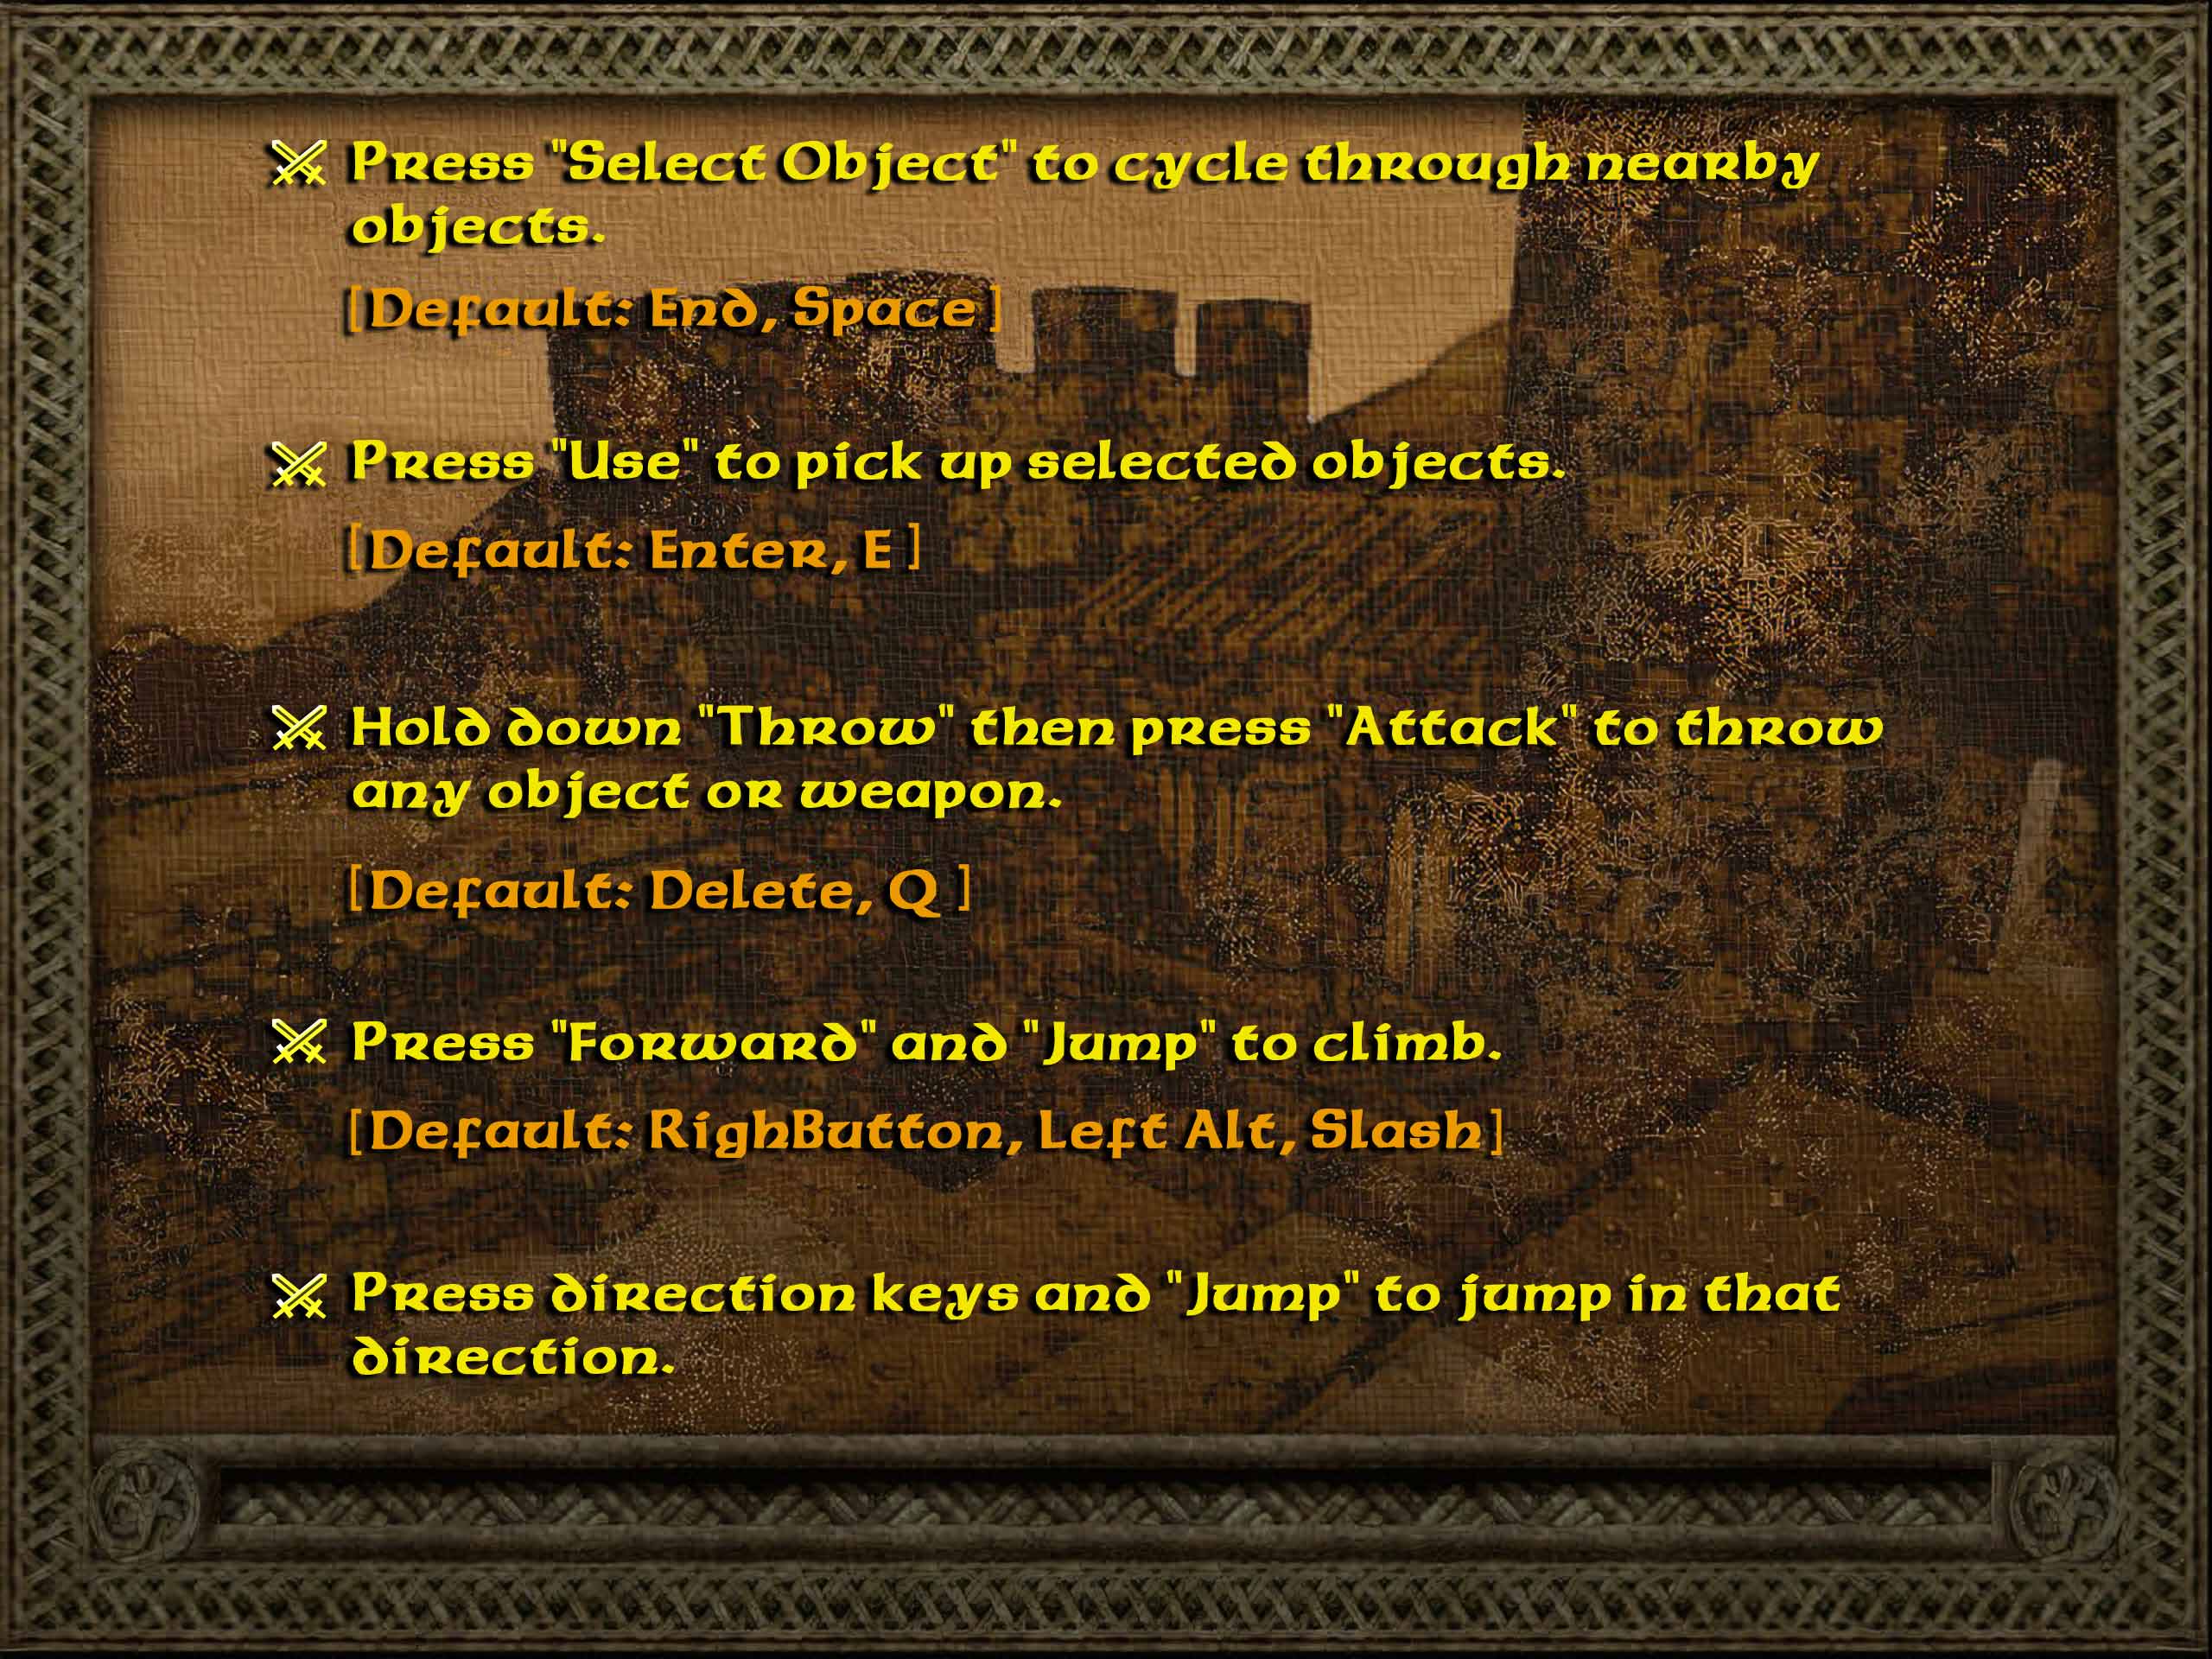 Press "Select Object" to cycle through nearby
objects.
[Default: End, Space]
Press "Use" to pick up selected objects.
[Default: Enter, E ]
Hold down "Throw" then press "Attack" to throw
any object or weapon.
[Default: Delete, Q ]
Press "Forward" and "Jump" to climb.
[Default: RighButton, Left Alt, Slash]
Press direction keys and "Jump" to jump in that
direction.